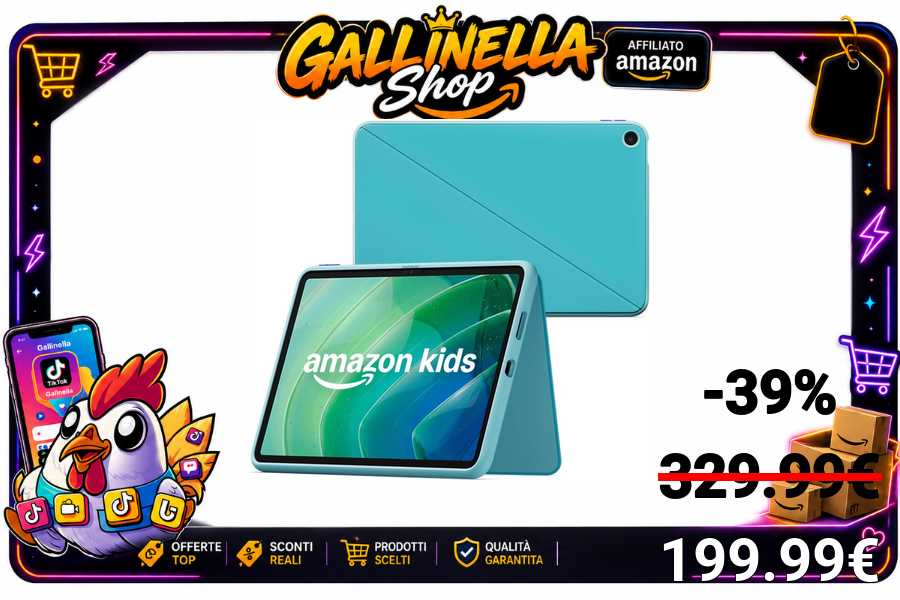 GALLINELLA
Shop
AFFILIATO
amazon
amazon kids
Gallinella
TikTok
Gallinella
-39%
329.99€
199.99€
OFFERTE
TOP
SCONTI
REALI
PRODOTTI
SCELTI
QUALITÀ
GARANTITA